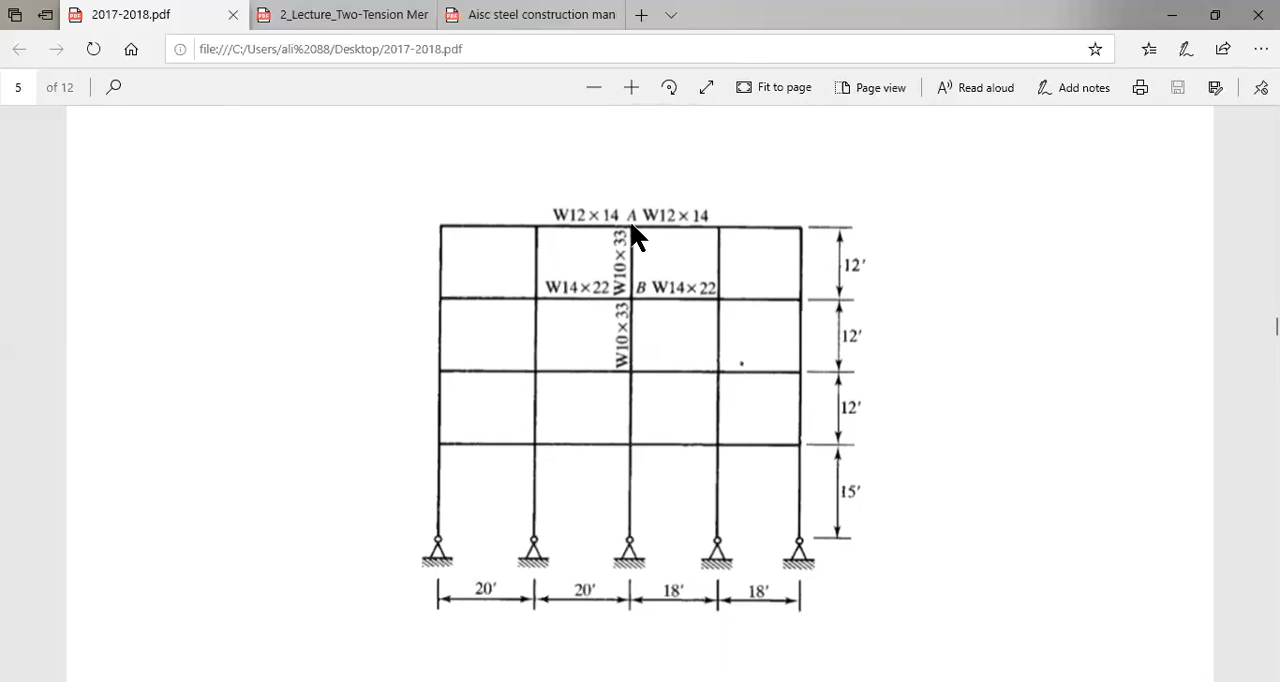 2017-2018.pdf
2_Lecture_Two-Tension Mer
Aisc steel construction man
file:///C:/Users/ali%2088/Desktop/2017-2018.pdf
5 of 12
Fit to page
Page view
Read aloud
Add notes
W12×14 A W12×14
W10×33
12'
W14×22 B W14×22
W10×33
12'
12'
15'
20' 20' 18' 18'